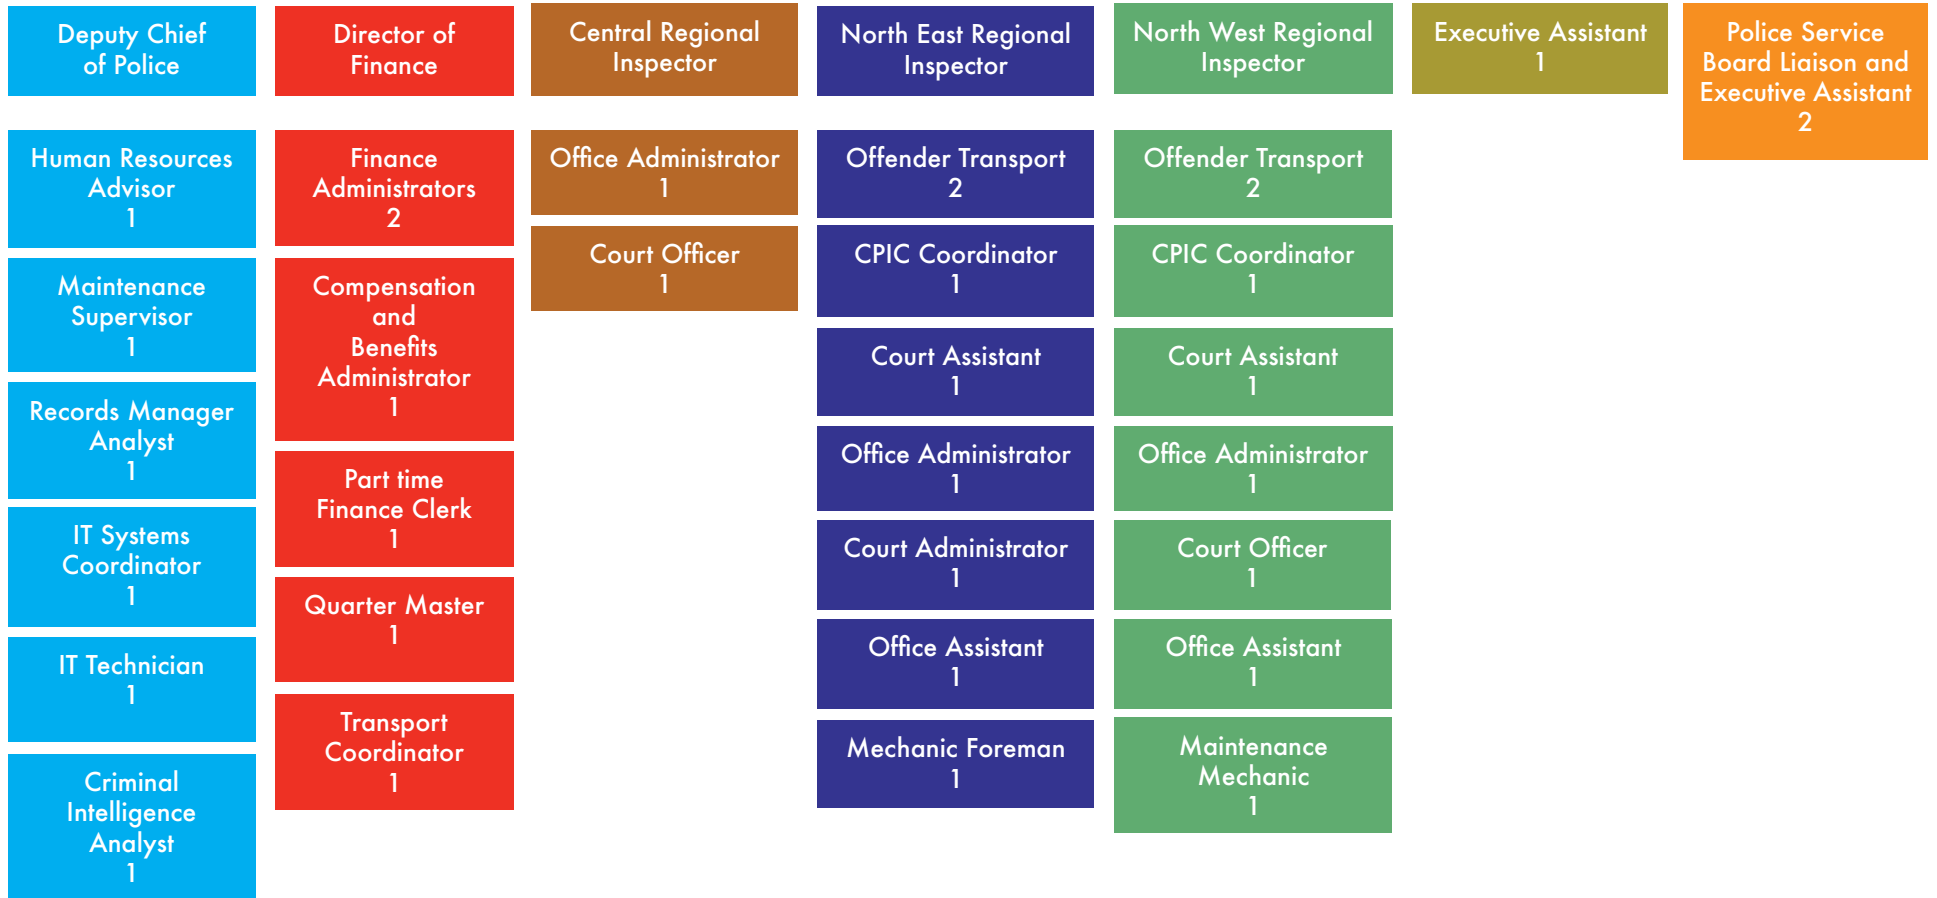 Deputy Chief
of Police
Human Resources
Advisor
1
Maintenance
Supervisor
1
Records Manager
Analyst
1
IT Systems
Coordinator
1
IT Technician
1
Criminal
Intelligence
Analyst
1
Director of
Finance
Finance
Administrators
2
Compensation
and
Benefits
Administrator
1
Part time
Finance Clerk
1
Quarter Master
1
Transport
Coordinator
1
Central Regional
Inspector
Office Administrator
1
Court Officer
1
North East Regional
Inspector
Offender Transport
2
CPIC Coordinator
1
Court Assistant
1
Office Administrator
1
Court Administrator
1
Office Assistant
1
Mechanic Foreman
1
North West Regional
Inspector
Offender Transport
2
CPIC Coordinator
1
Court Assistant
1
Office Administrator
1
Court Officer
1
Office Assistant
1
Maintenance
Mechanic
1
Executive Assistant
1
Police Service
Board Liaison and
Executive Assistant
2